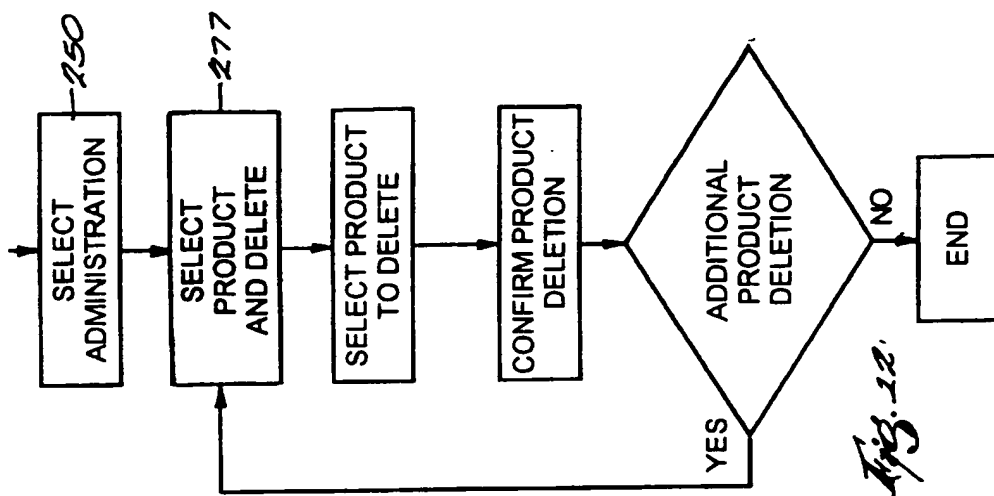 SELECT
ADMINISTRATION
250
SELECT
PRODUCT
AND DELETE
277
SELECT PRODUCT
TO DELETE
CONFIRM PRODUCT
DELETION
ADDITIONAL
PRODUCT
DELETION
YES
NO
END
Fig. 22.